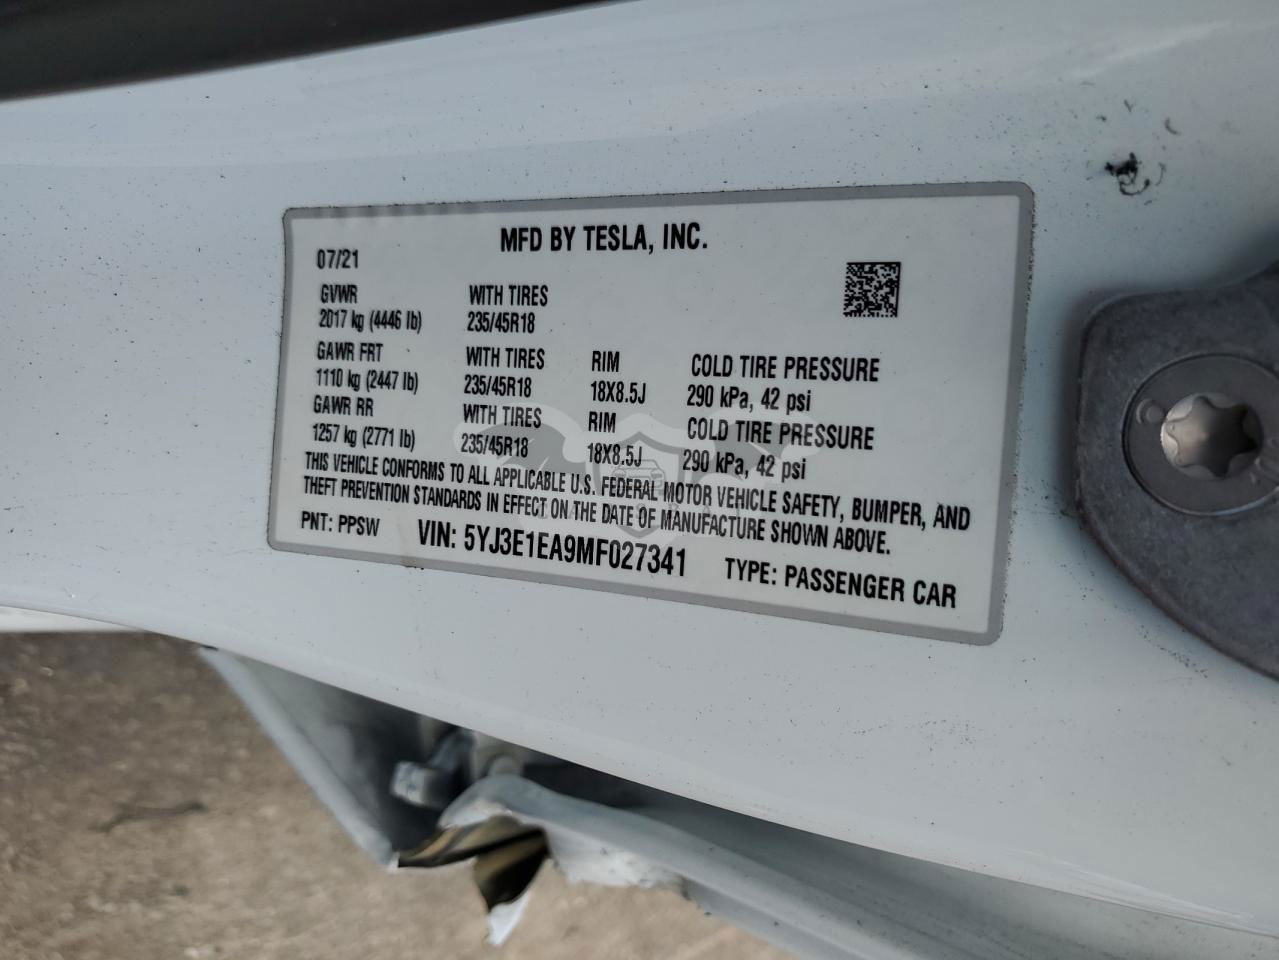 MFD BY TESLA, INC.
07/21
GVWR WITH TIRES
2017 kg (4446 lb) 235/45R18
GAWR FRT WITH TIRES RIM COLD TIRE PRESSURE
1110 kg (2447 lb) 235/45R18 18X8.5J 290 kPa, 42 psi
GAWR RR WITH TIRES RIM COLD TIRE PRESSURE
1257 kg (2771 lb) 235/45R18 18X8.5J 290 kPa, 42 psi
THIS VEHICLE CONFORMS TO ALL APPLICABLE U.S. FEDERAL MOTOR VEHICLE SAFETY, BUMPER, AND
THEFT PREVENTION STANDARDS IN EFFECT ON THE DATE OF MANUFACTURE SHOWN ABOVE.
PNT: PPSW VIN: 5YJ3E1EA9MF027341 TYPE: PASSENGER CAR